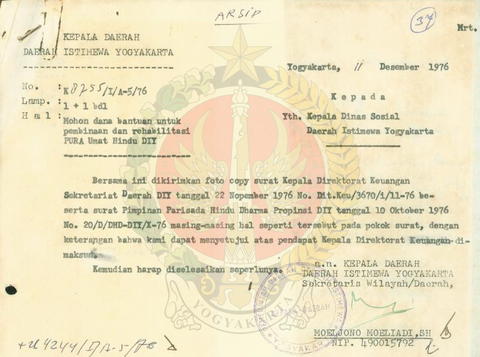 ARSIP
37
Mrt.
KEPALA DAERAH
DAERAH ISTIMEWA YOGYAKARTA
Yogyakarta, 11 Desember 1976
No. : K8755/I/A-5/76
Lamp. : 1 + 1 bdl
H a l : Mohon dana bantuan untuk
pembinaan dan rehabilitasi
PURA Umat Hindu DIY
K e p a d a
Yth. Kepala Dinas Sosial
Daerah Istimewa Yogyakarta
Bersama ini dikirimkan foto copy surat Kepala Direktorat Keuangan
Sekretariat Daerah DIY tanggal 22 Nopember 1976 No. Dit.Keu/3670/i/11-76 be-
serta surat Pimpinan Parisada Hindu Dharma Propinsi DIY tanggal 10 Oktober 1976
No. 20/D/DHD-DIY/X-76 masing-masing hal seperti tersebut pada pokok surat, dengan
keterangan bahwa kami dapat menyetujui atas pendapat Kepala Direktorat Keuangan di-
maksud.
Kemudian harap diselesaikan seperlunya.
a.n. KEPALA DAERAH
DAERAH ISTIMEWA YOGYAKARTA
Sekretaris Wilayah/Daerah,
MOELJONO MOELIADI,SH
NIP. 490015792
YOGYAKARTA